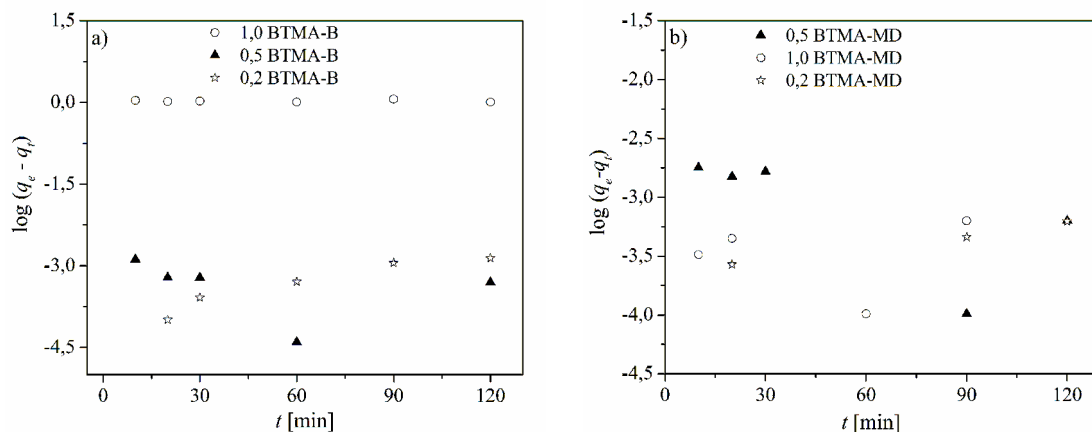 a)
1,0 BTMA-B
0,5 BTMA-B
0,2 BTMA-B
1,5
0,0
-1,5
-3,0
-4,5
log (qe - qt)
0 30 60 90 120
t [min]
b)
0,5 BTMA-MD
1,0 BTMA-MD
0,2 BTMA-MD
-1,5
-2,0
-2,5
-3,0
-3,5
-4,0
-4,5
log (qe-qt)
0 30 60 90 120
t [min]